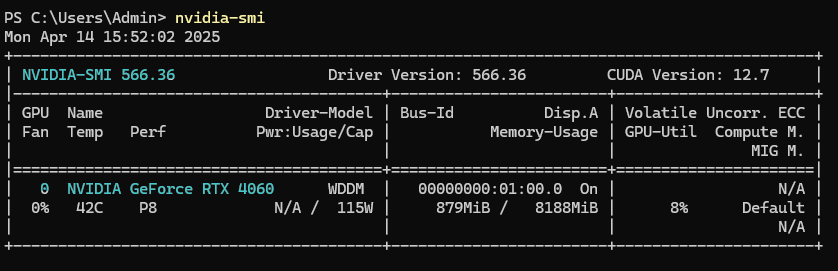 PS C:\Users\Admin> nvidia-smi
Mon Apr 14 15:52:02 2025
+-----------------------------------------------------------------------------------------+
| NVIDIA-SMI 566.36                 Driver Version: 566.36         CUDA Version: 12.7     |
|-----------------------------------------+------------------------+----------------------+
| GPU  Name                  Driver-Model | Bus-Id          Disp.A | Volatile Uncorr. ECC |
| Fan  Temp   Perf          Pwr:Usage/Cap |           Memory-Usage | GPU-Util  Compute M. |
|                                         |                        |               MIG M. |
|=========================================+========================+======================|
|   0  NVIDIA GeForce RTX 4060      WDDM  |   00000000:01:00.0  On |                  N/A |
|  0%   42C    P8             N/A /  115W |     879MiB /   8188MiB |      8%      Default |
|                                         |                        |                  N/A |
+-----------------------------------------+------------------------+----------------------+